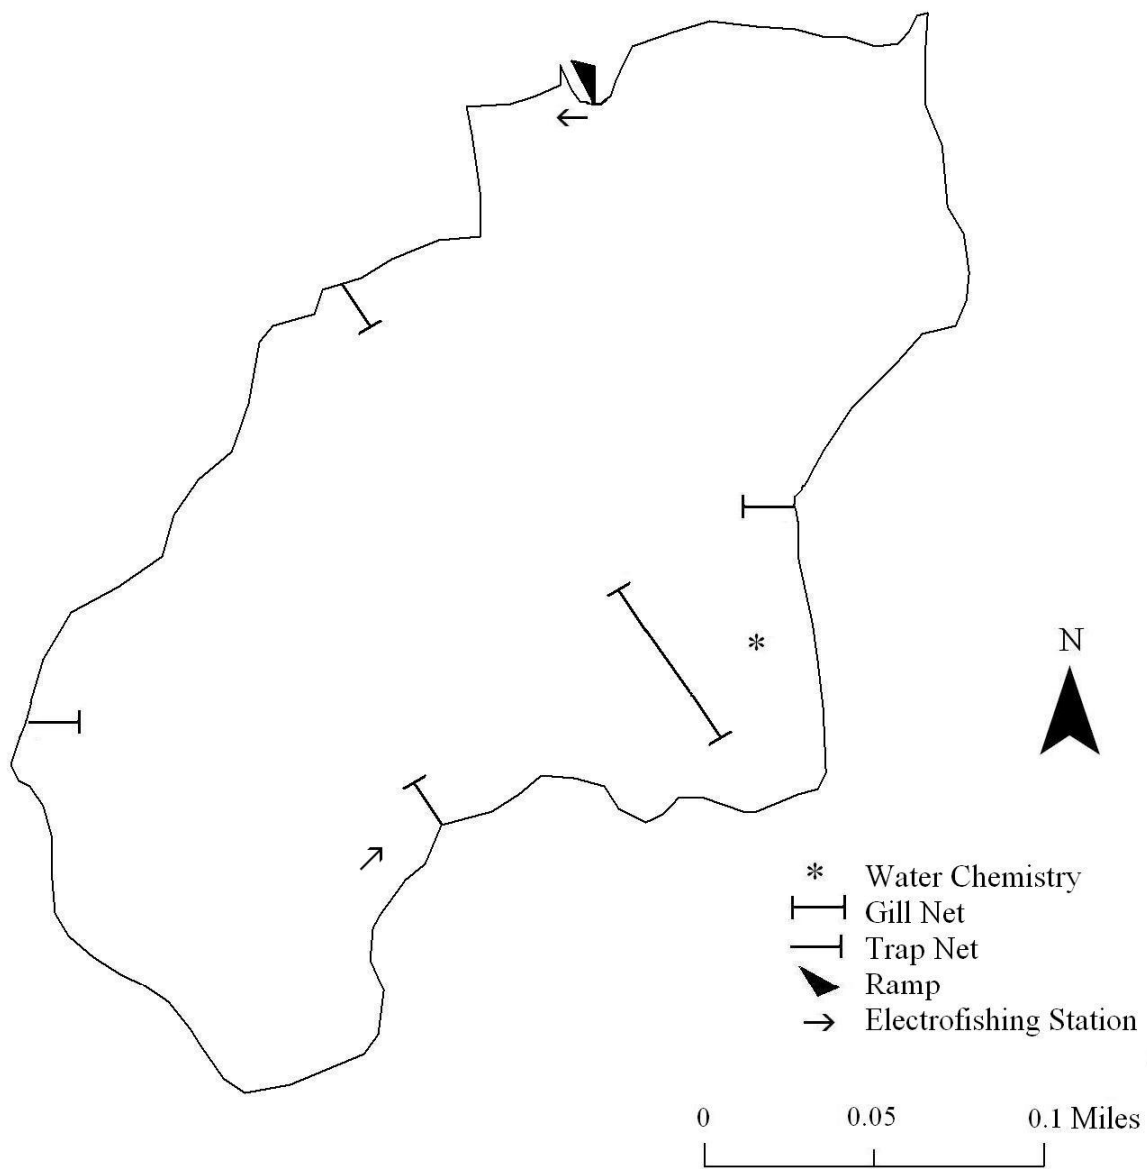 N
* Water Chemistry
Gill Net
Trap Net
Ramp
Electrofishing Station
0 0.05 0.1 Miles